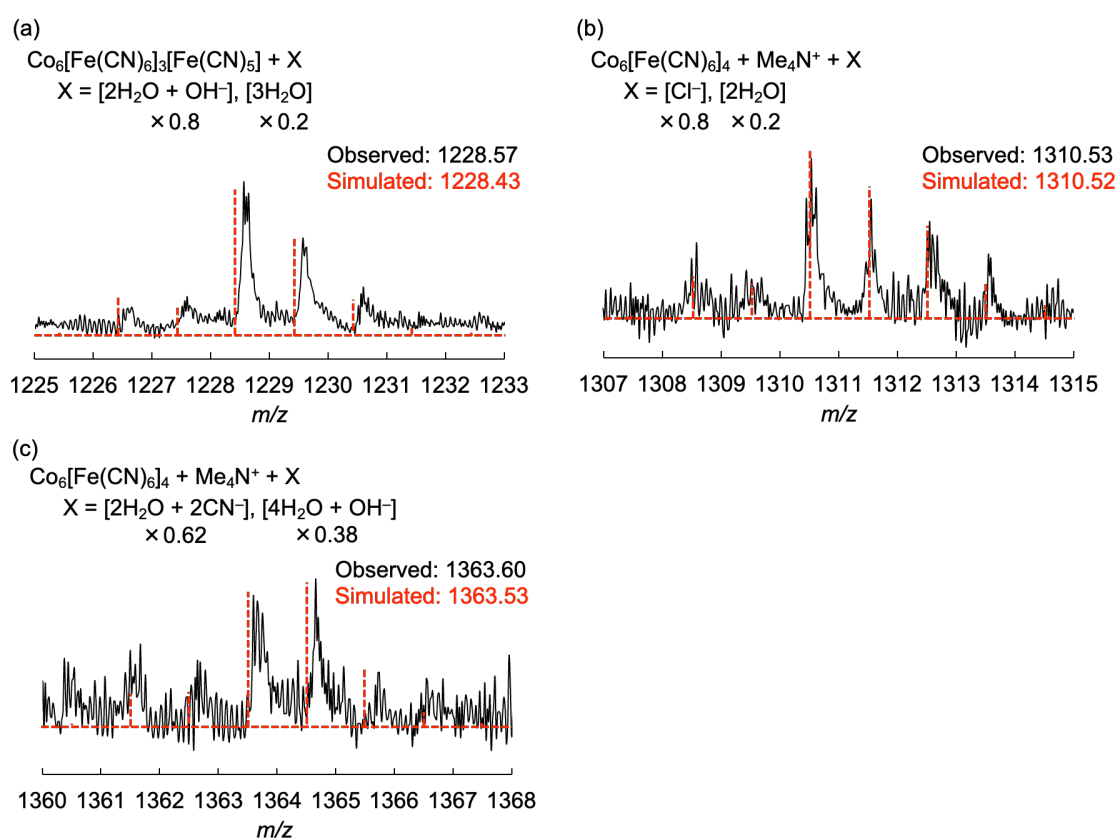 (a)
Co₆[Fe(CN)₆]₃[Fe(CN)₅] + X
X = [2H₂O + OH⁻], [3H₂O]
×0.8 ×0.2
Observed: 1228.57
Simulated: 1228.43
1225 1226 1227 1228 1229 1230 1231 1232 1233
m/z
(b)
Co₆[Fe(CN)₆]₄ + Me₄N⁺ + X
X = [Cl⁻], [2H₂O]
×0.8 ×0.2
Observed: 1310.53
Simulated: 1310.52
1307 1308 1309 1310 1311 1312 1313 1314 1315
m/z
(c)
Co₆[Fe(CN)₆]₄ + Me₄N⁺ + X
X = [2H₂O + 2CN⁻], [4H₂O + OH⁻]
×0.62 ×0.38
Observed: 1363.60
Simulated: 1363.53
1360 1361 1362 1363 1364 1365 1366 1367 1368
m/z